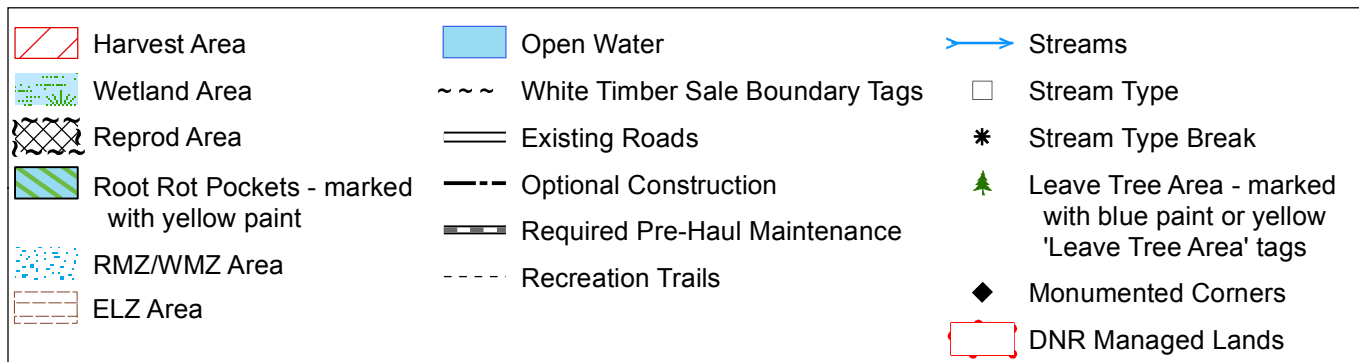 Harvest Area
Wetland Area
Reprod Area
Root Rot Pockets - marked
with yellow paint
RMZ/WMZ Area
ELZ Area
Open Water
White Timber Sale Boundary Tags
Existing Roads
Optional Construction
Required Pre-Haul Maintenance
Recreation Trails
Streams
Stream Type
Stream Type Break
Leave Tree Area - marked
with blue paint or yellow
'Leave Tree Area' tags
Monumented Corners
DNR Managed Lands